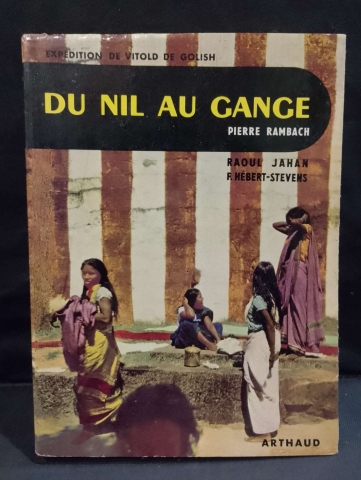 EXPÉDITION DE VITOLD DE GOLISH
DU NIL AU GANGE
PIERRE RAMBACH
RAOUL JAHAN
F. HÉBERT-STEVENS
ARTHAUD